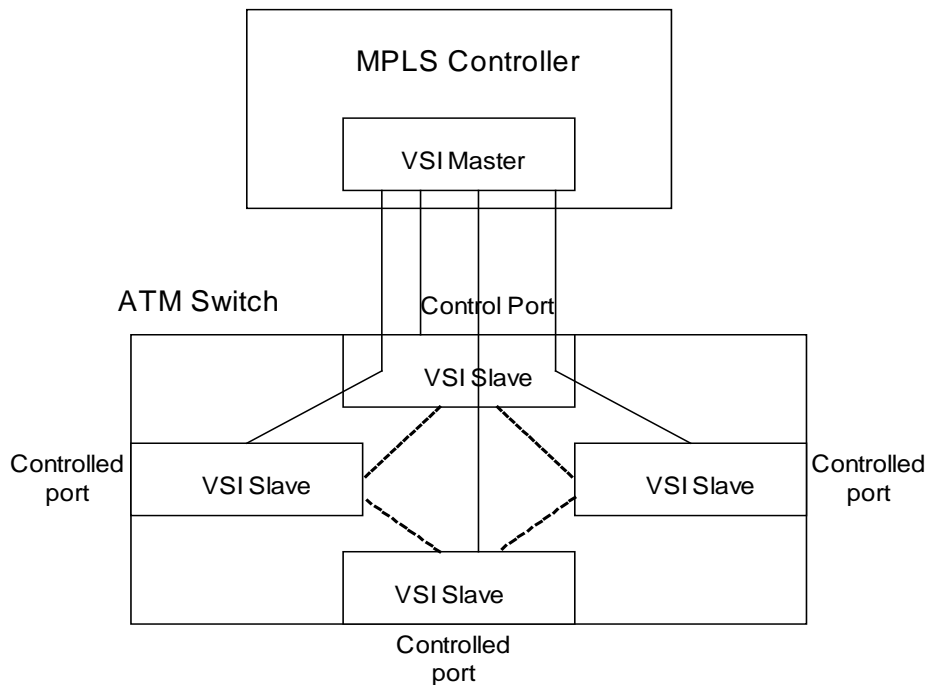 MPLS Controller
VSI Master
ATM Switch
Control Port
VSI Slave
Controlled
port
VSI Slave
VSI Slave
Controlled
port
VSI Slave
Controlled
port